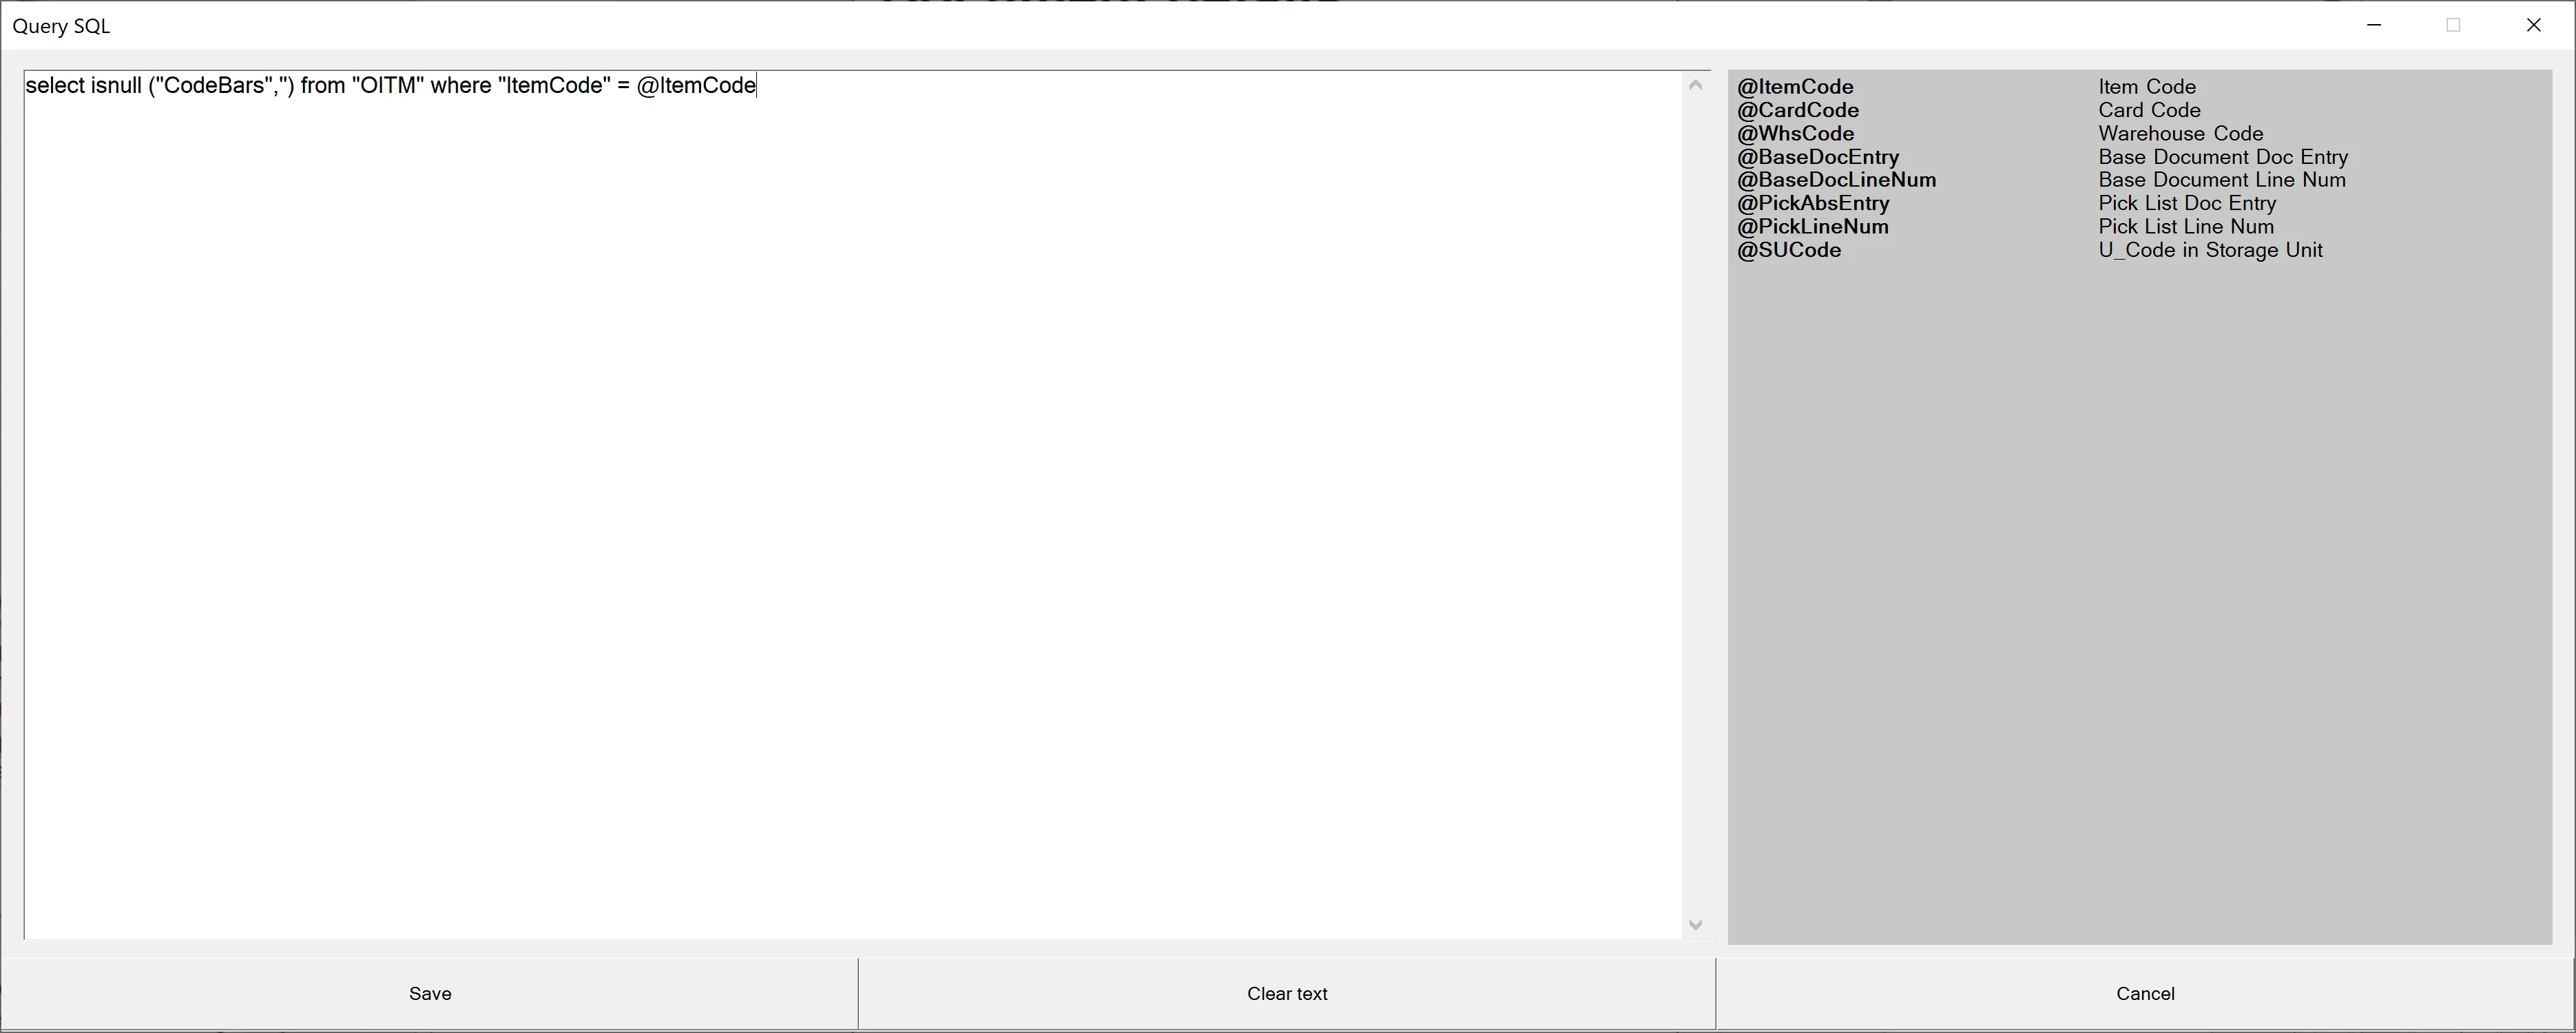 Query SQL
select isnull ("CodeBars",'') from "OITM" where "ItemCode" = @ItemCode
@ItemCode Item Code
@CardCode Card Code
@WhsCode Warehouse Code
@BaseDocEntry Base Document Doc Entry
@BaseDocLineNum Base Document Line Num
@PickAbsEntry Pick List Doc Entry
@PickLineNum Pick List Line Num
@SUCode U_Code in Storage Unit
Save Clear text Cancel